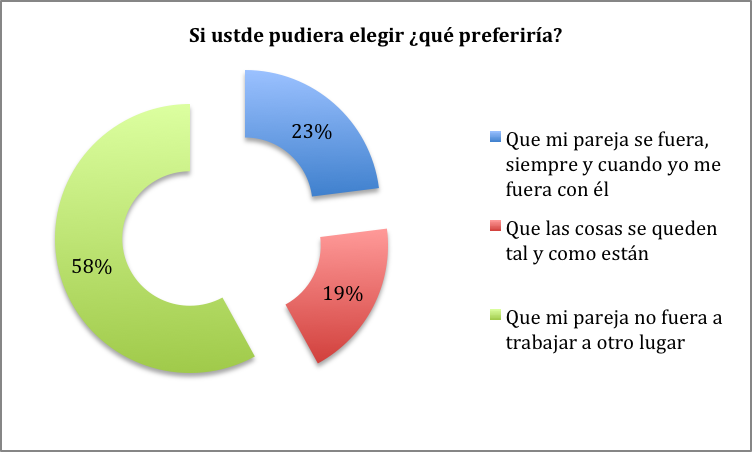 Si ustde pudiera elegir ¿qué preferiría?
23%
Que mi pareja se fuera,
siempre y cuando yo me
fuera con él
Que las cosas se queden
tal y como están
58%
19%
Que mi pareja no fuera a
trabajar a otro lugar